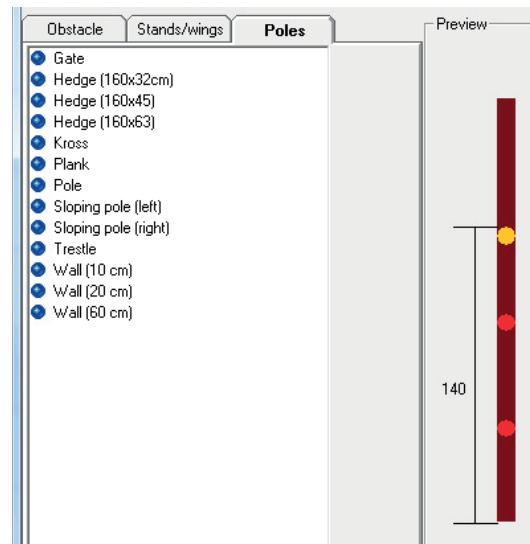 Obstacle Stands/wings Poles
Preview
Gate
Hedge (160x32cm)
Hedge (160x45)
Hedge (160x63)
Kross
Plank
Pole
Sloping pole (left)
Sloping pole (right)
Trestle
Wall (10 cm)
Wall (20 cm)
Wall (60 cm)
140